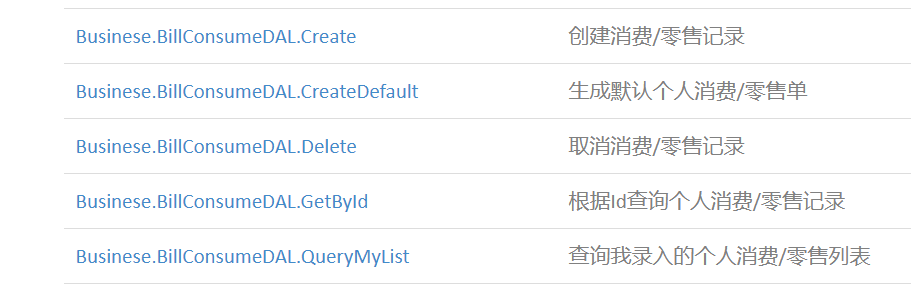 Businese.BillConsumeDAL.Create 创建消费/零售记录
Businese.BillConsumeDAL.CreateDefault 生成默认个人消费/零售单
Businese.BillConsumeDAL.Delete 取消消费/零售记录
Businese.BillConsumeDAL.GetById 根据Id查询个人消费/零售记录
Businese.BillConsumeDAL.QueryMyList 查询我录入的个人消费/零售列表